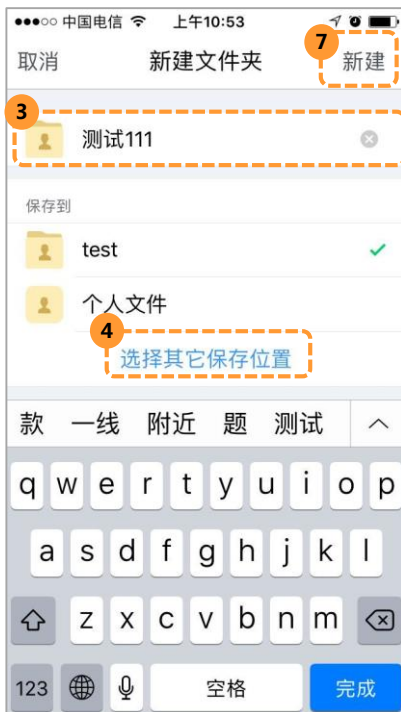 中国电信 上午10:53
7
取消 新建文件夹 新建
3
测试111
保存到
test
个人文件
4
选择其它保存位置
款 一线 附近 题 测试
q w e r t y u i o p
a s d f g h j k l
z x c v b n m
123 空格 完成